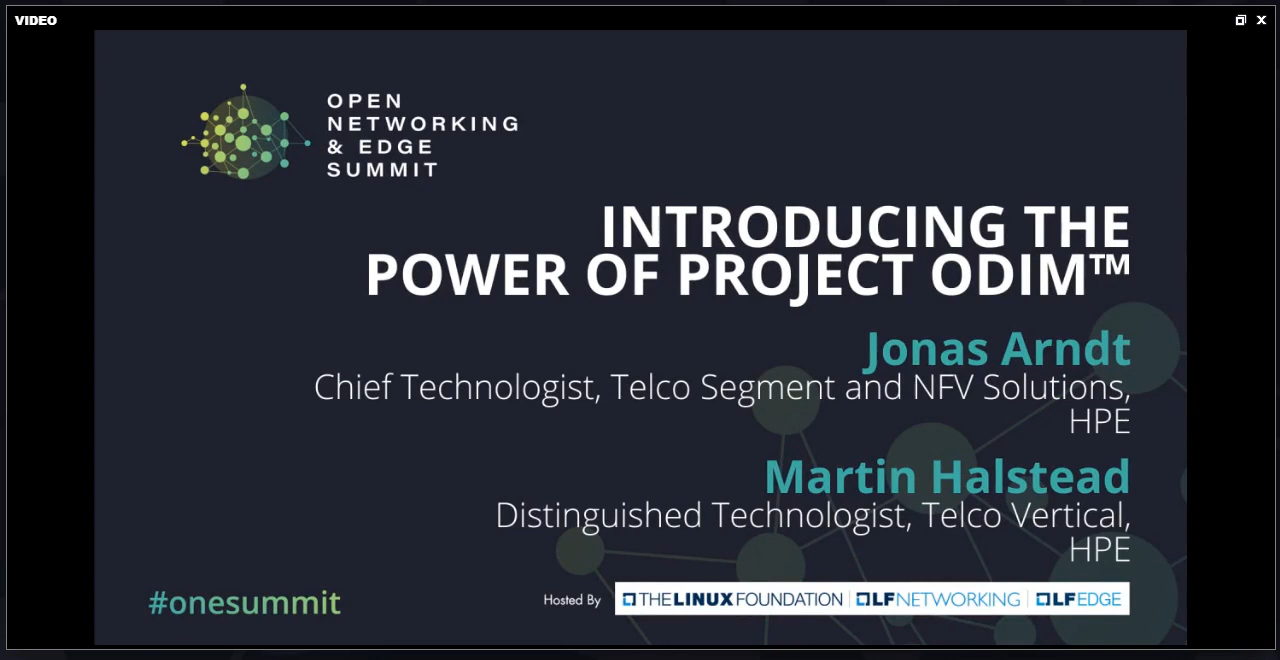 VIDEO
OPEN
NETWORKING
& EDGE
SUMMIT
INTRODUCING THE
POWER OF PROJECT ODIM™
Jonas Arndt
Chief Technologist, Telco Segment and NFV Solutions,
HPE
Martin Halstead
Distinguished Technologist, Telco Vertical,
HPE
#onesummit
Hosted By THE LINUX FOUNDATION LF NETWORKING LF EDGE